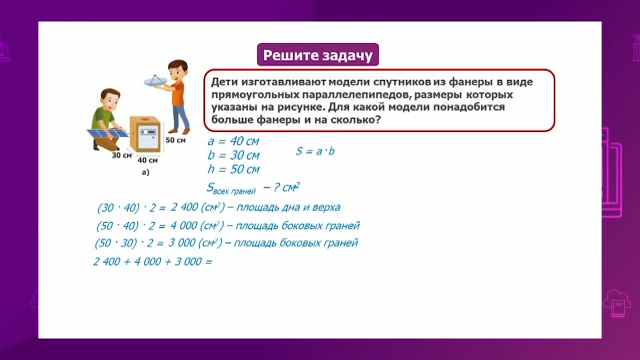 Решите задачу
Дети изготавливают модели спутников из фанеры в виде
прямоугольных параллелепипедов, размеры которых
указаны на рисунке. Для какой модели понадобится
больше фанеры и на сколько?
50 см
30 см
40 см
а)
a = 40 см
b = 30 см
h = 50 см
S = a · b
Sвсех граней – ? см²
(30 · 40) · 2 = 2 400 (см²) – площадь дна и верха
(50 · 40) · 2 = 4 000 (см²) – площадь боковых граней
(50 · 30) · 2 = 3 000 (см²) – площадь боковых граней
2 400 + 4 000 + 3 000 =